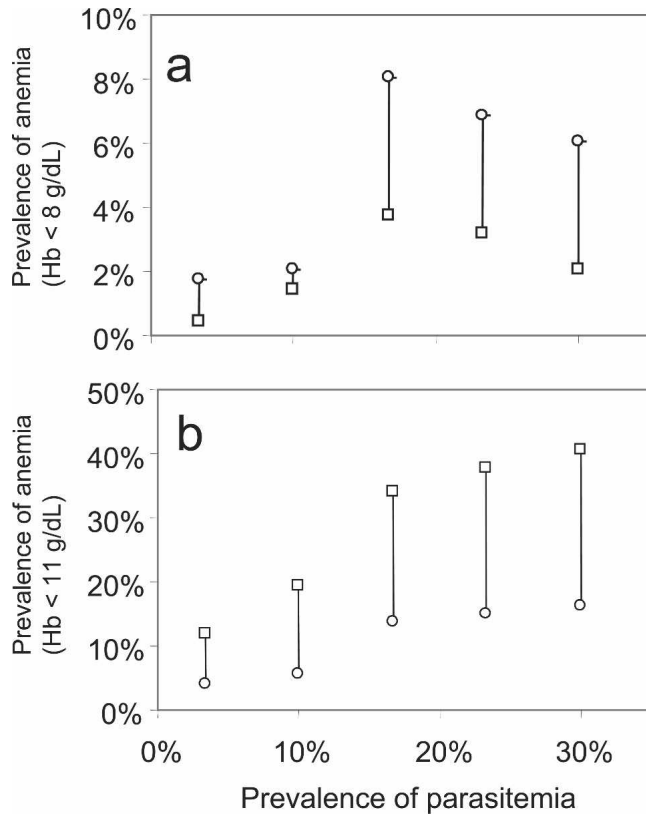 10%
8%
6%
4%
2%
0%
a
Prevalence of anemia
(Hb < 8 g/dL)
50%
40%
30%
20%
10%
0%
b
Prevalence of anemia
(Hb < 11 g/dL)
0% 10% 20% 30%
Prevalence of parasitemia